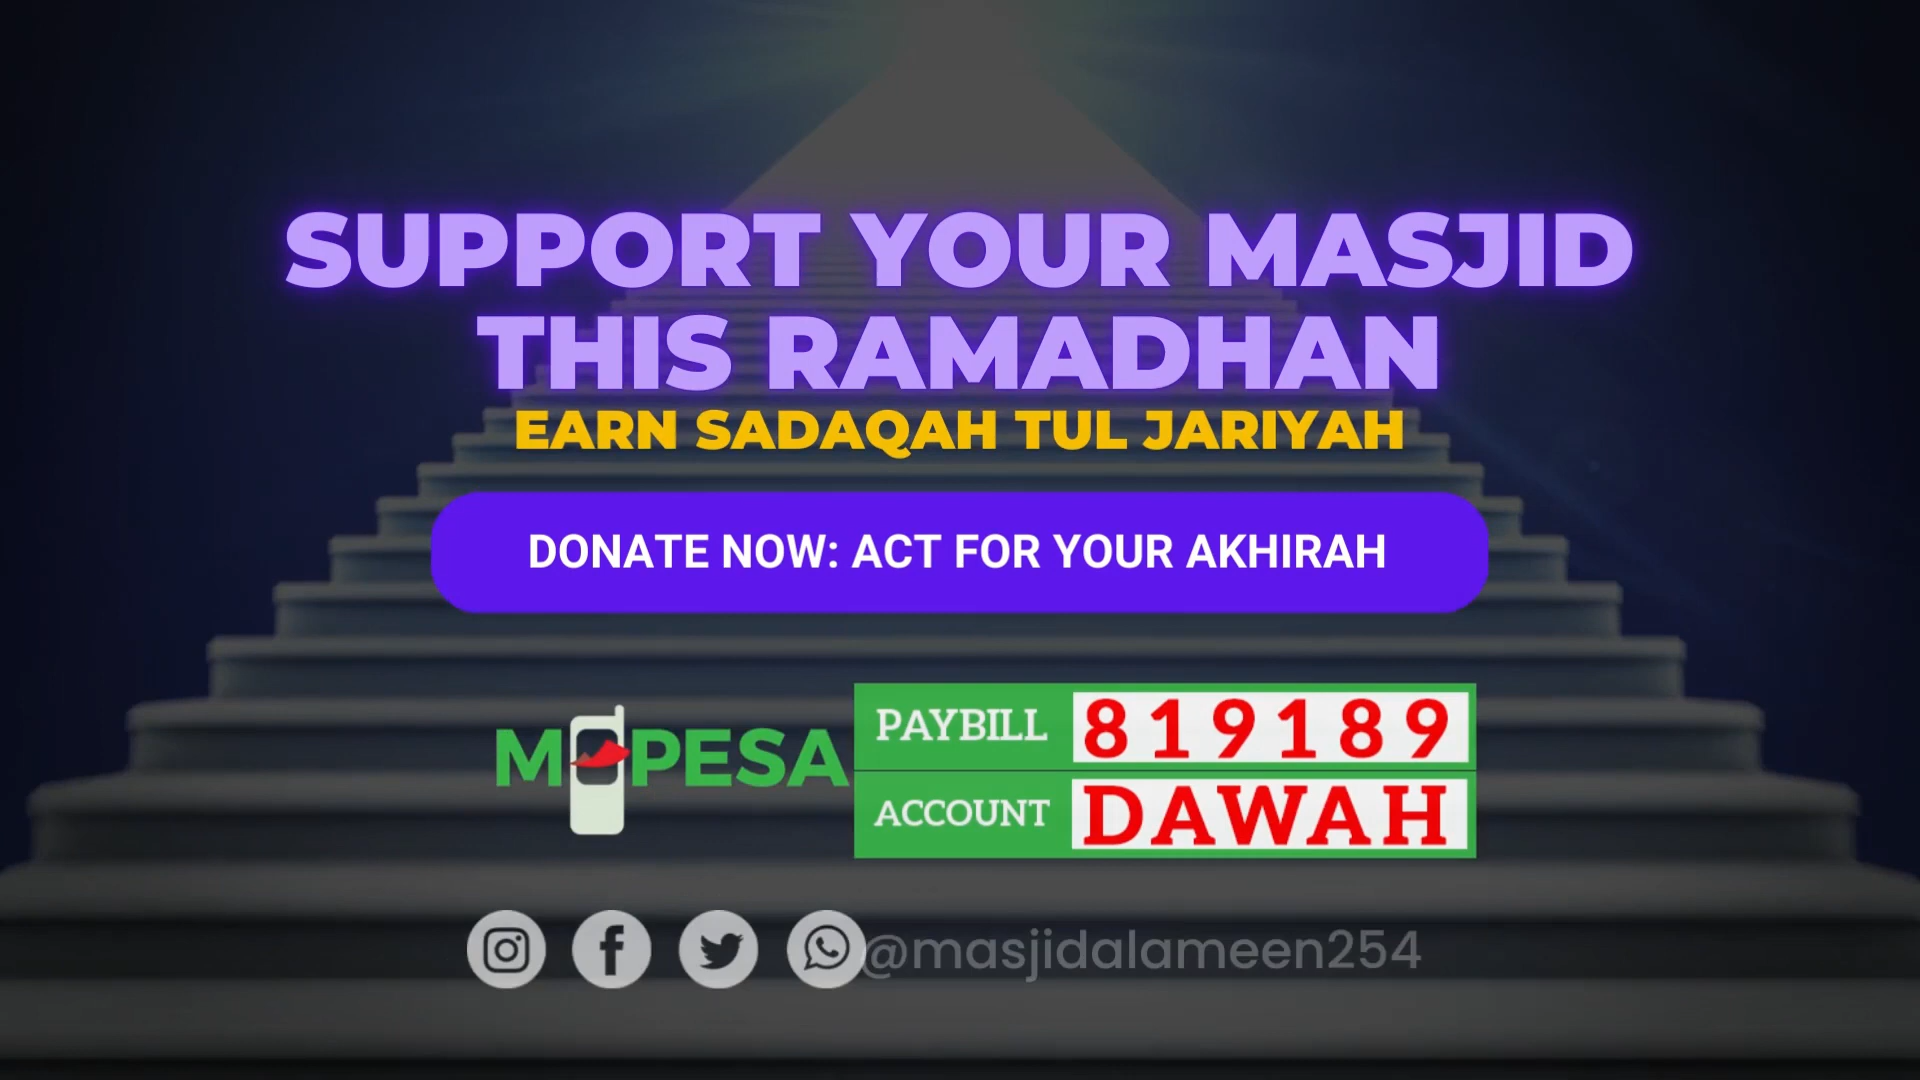 SUPPORT YOUR MASJID
THIS RAMADHAN
EARN SADAQAH TUL JARIYAH
DONATE NOW: ACT FOR YOUR AKHIRAH
M PESA
PAYBILL 819189
ACCOUNT DAWAH
@masjidalameen254